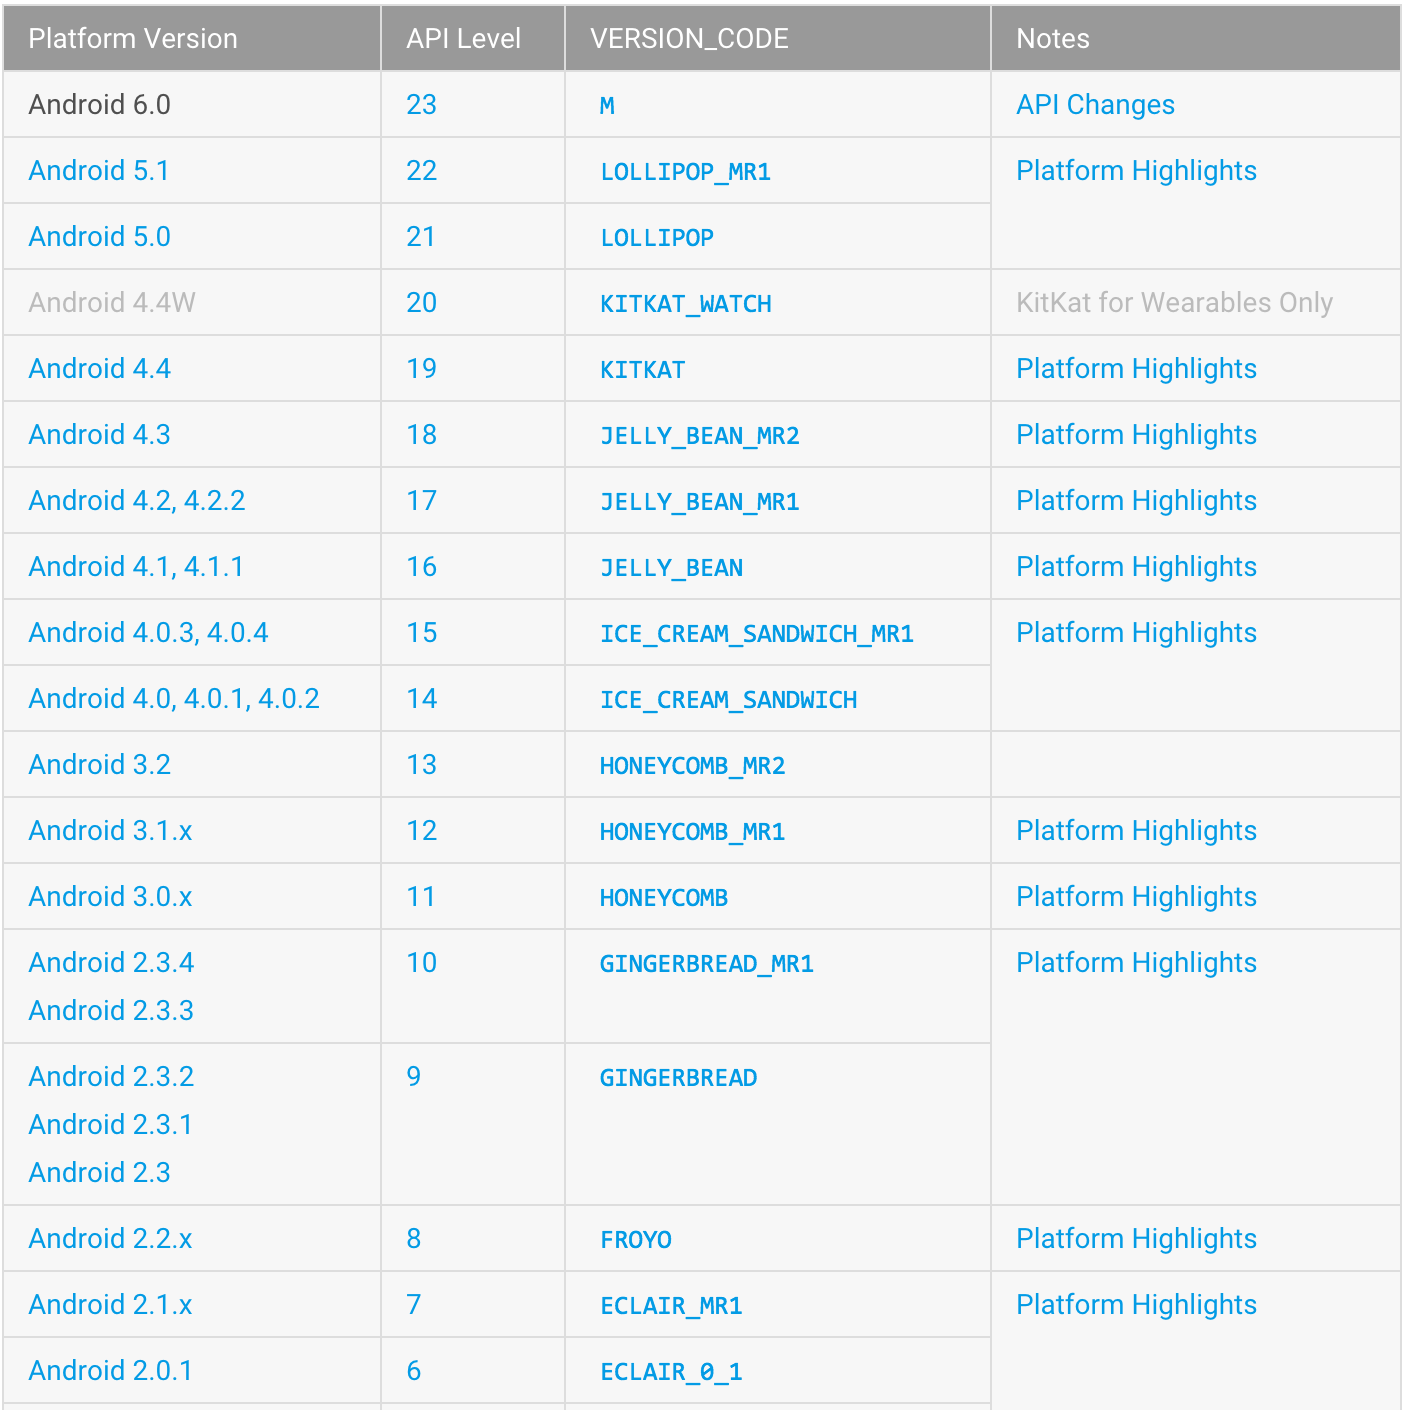 Platform Version API Level VERSION_CODE Notes
Android 6.0 23 M API Changes
Android 5.1 22 LOLLIPOP_MR1 Platform Highlights
Android 5.0 21 LOLLIPOP
Android 4.4W 20 KITKAT_WATCH KitKat for Wearables Only
Android 4.4 19 KITKAT Platform Highlights
Android 4.3 18 JELLY_BEAN_MR2 Platform Highlights
Android 4.2, 4.2.2 17 JELLY_BEAN_MR1 Platform Highlights
Android 4.1, 4.1.1 16 JELLY_BEAN Platform Highlights
Android 4.0.3, 4.0.4 15 ICE_CREAM_SANDWICH_MR1 Platform Highlights
Android 4.0, 4.0.1, 4.0.2 14 ICE_CREAM_SANDWICH
Android 3.2 13 HONEYCOMB_MR2
Android 3.1.x 12 HONEYCOMB_MR1 Platform Highlights
Android 3.0.x 11 HONEYCOMB Platform Highlights
Android 2.3.4 10 GINGERBREAD_MR1 Platform Highlights
Android 2.3.3
Android 2.3.2 9 GINGERBREAD
Android 2.3.1
Android 2.3
Android 2.2.x 8 FROYO Platform Highlights
Android 2.1.x 7 ECLAIR_MR1 Platform Highlights
Android 2.0.1 6 ECLAIR_0_1